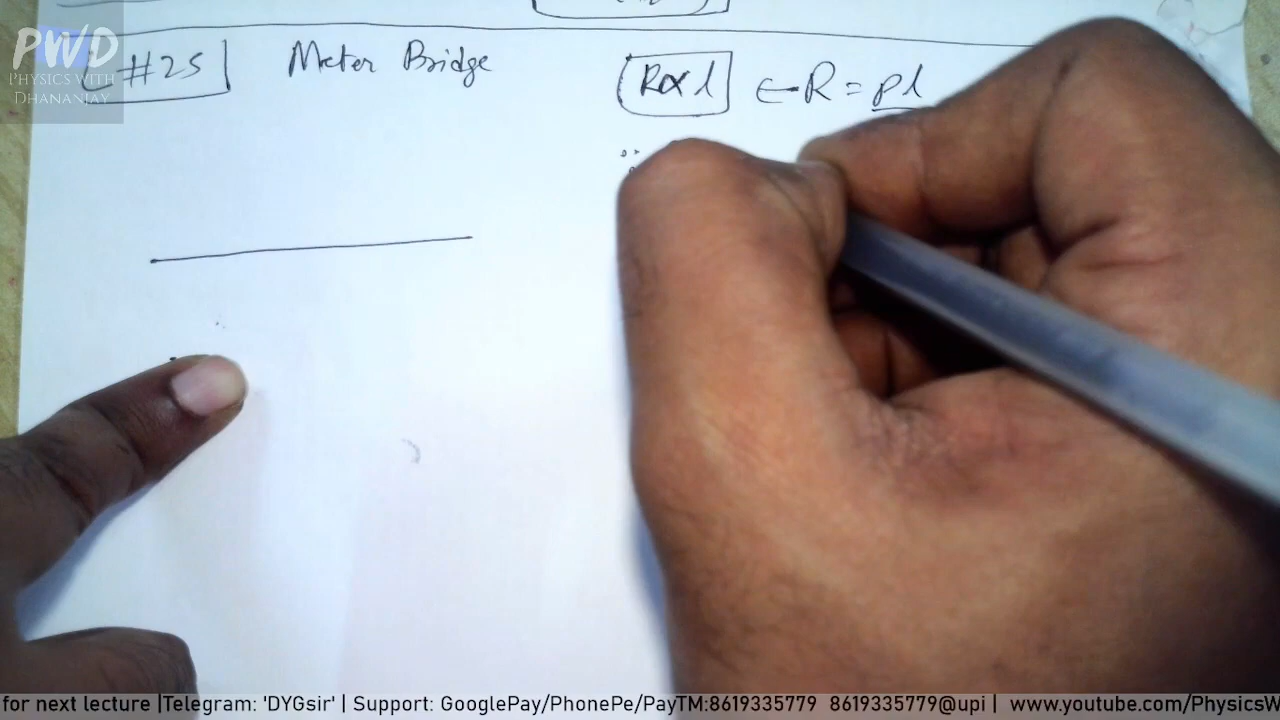 PWD
PHYSICS WITH
DHANANJAY
L #25
Meter Bridge
R∝l ← R = ρl
∴
for next lecture |Telegram: 'DYGsir' | Support: GooglePay/PhonePe/PayTM:8619335779 8619335779@upi | www.youtube.com/PhysicsW